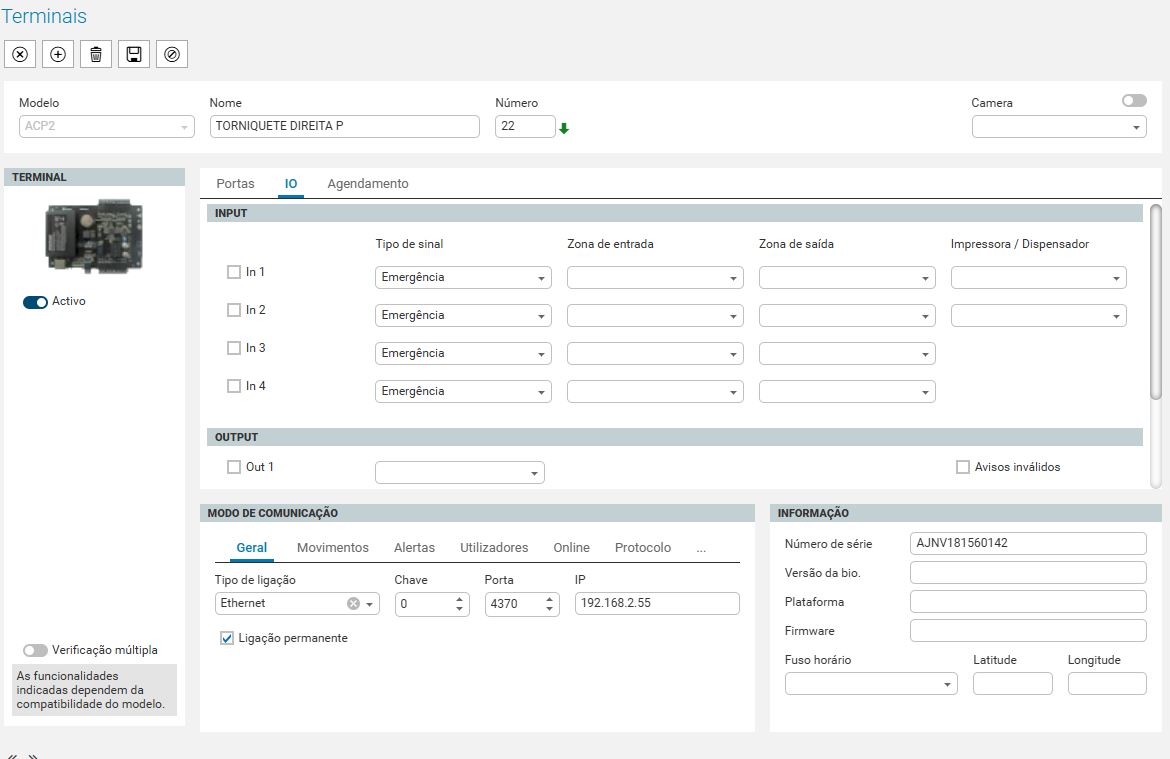 Terminais
Modelo
Nome
Número
Camera
ACP2
TORNIQUETE DIREITA P
22
TERMINAL
Activo
Verificação múltipla
As funcionalidades
indicadas dependem da
compatibilidade do modelo.
Portas IO Agendamento
INPUT
Tipo de sinal Zona de entrada Zona de saída Impressora / Dispensador
In 1 Emergência
In 2 Emergência
In 3 Emergência
In 4 Emergência
OUTPUT
Out 1 Avisos inválidos
MODO DE COMUNICAÇÃO
Geral Movimentos Alertas Utilizadores Online Protocolo ...
Tipo de ligação Chave Porta IP
Ethernet 0 4370 192.168.2.55
Ligação permanente
INFORMAÇÃO
Número de série AJNV181560142
Versão da bio.
Plataforma
Firmware
Fuso horário Latitude Longitude